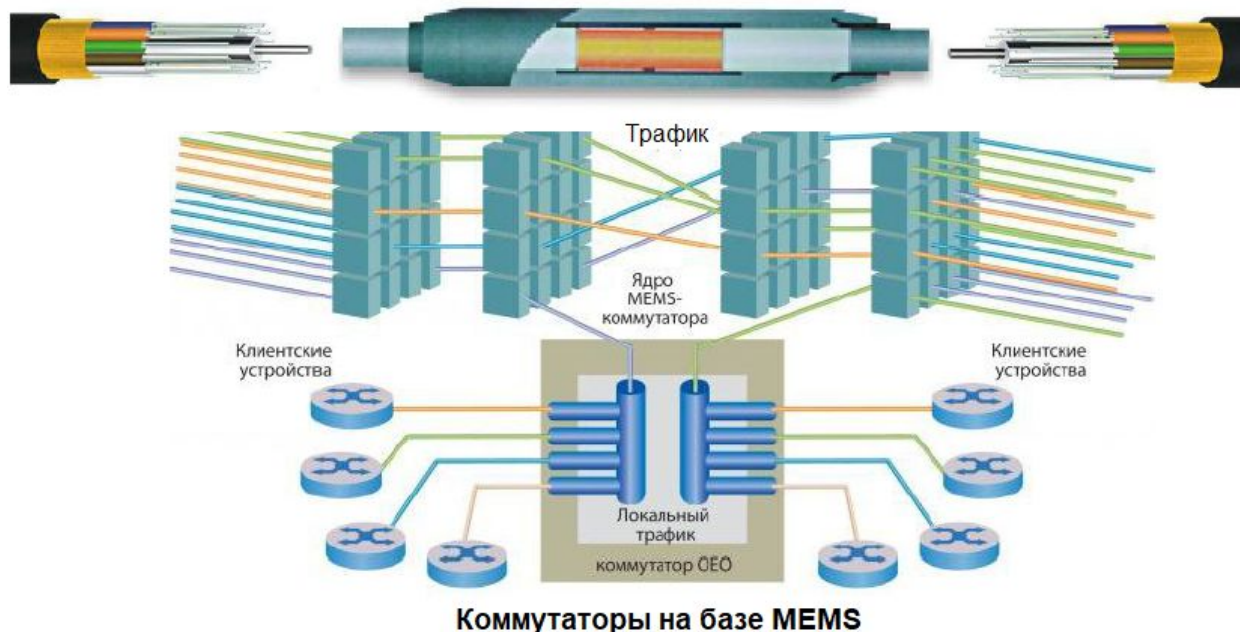 Трафик
Ядро
MEMS-
коммутатора
Клиентские
устройства
Клиентские
устройства
Локальный
трафик
коммутатор ОЕО
Коммутаторы на базе MEMS